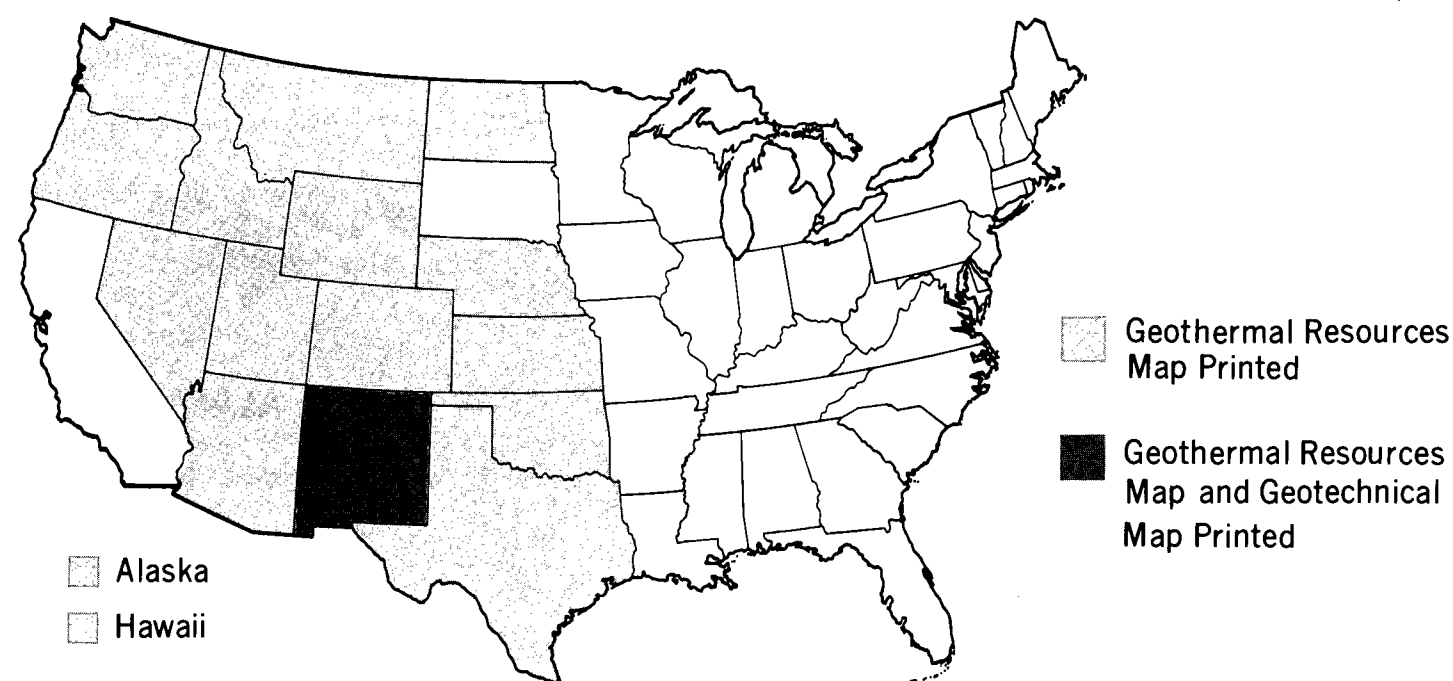 Geothermal Resources
Map Printed
Geothermal Resources
Map and Geotechnical
Map Printed
Alaska
Hawaii